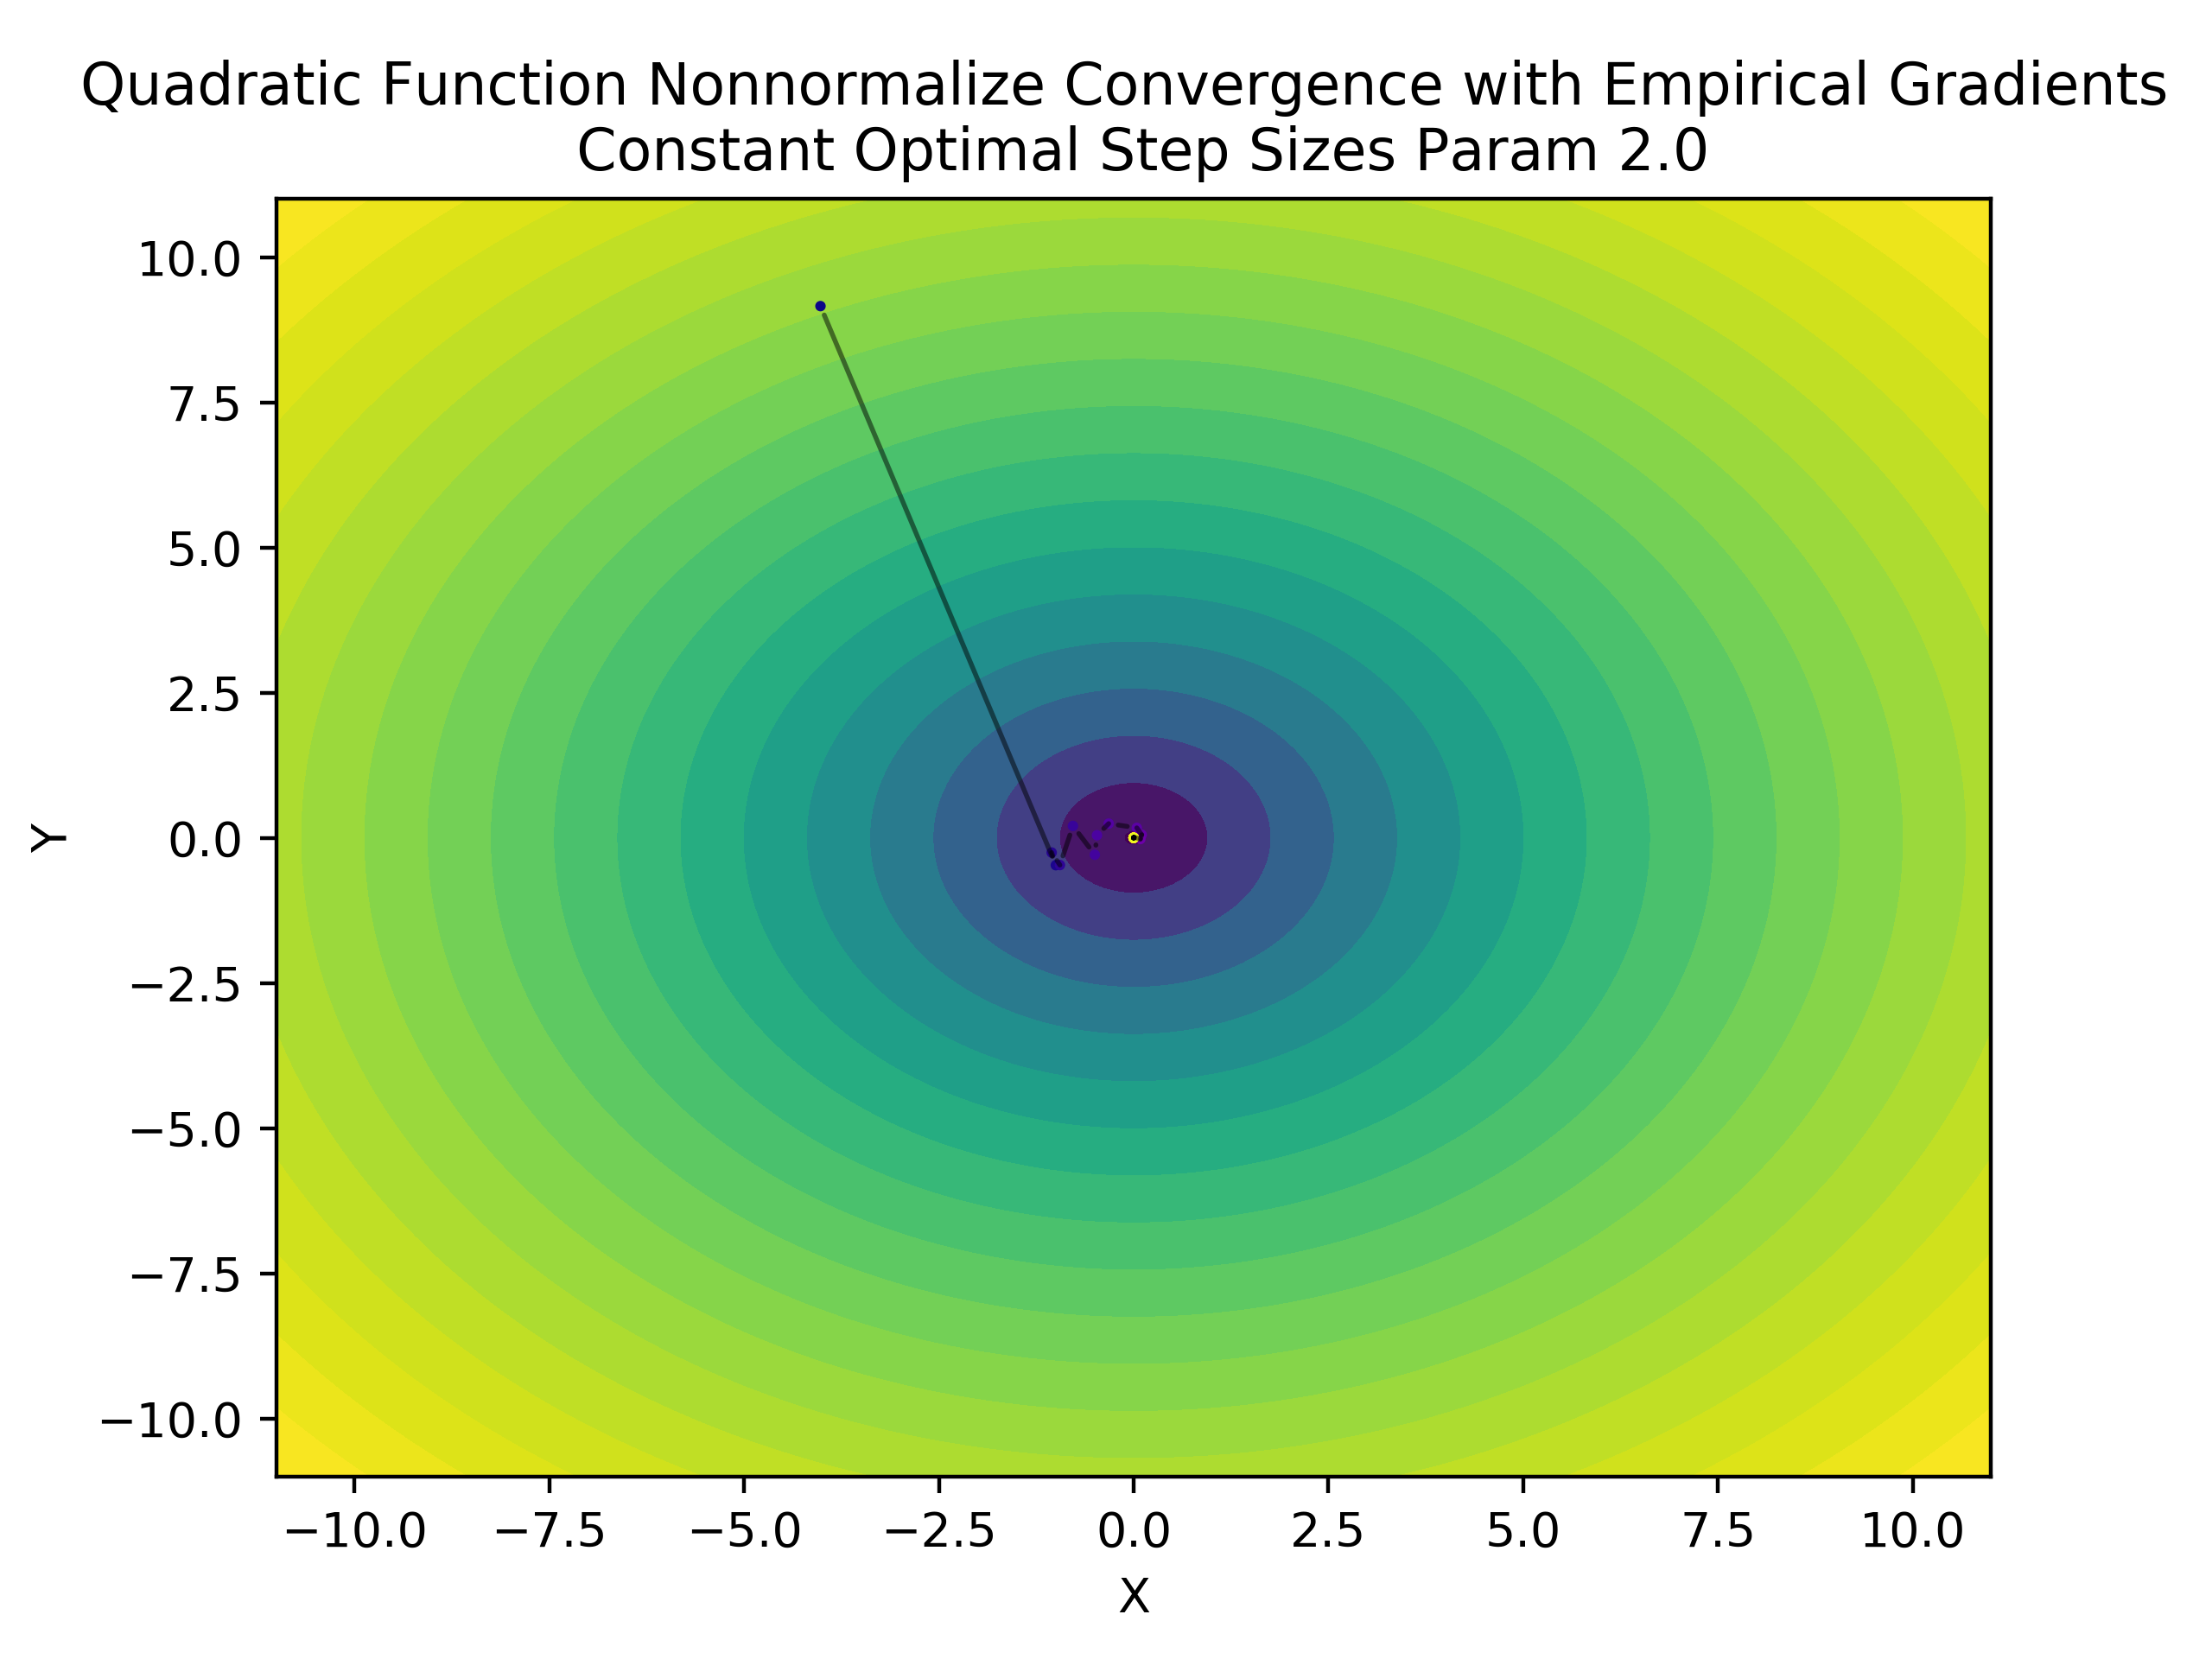 Quadratic Function Nonnormalize Convergence with Empirical Gradients
Constant Optimal Step Sizes Param 2.0
10.0
7.5
5.0
2.5
0.0
−2.5
−5.0
−7.5
−10.0
Y
−10.0 −7.5 −5.0 −2.5 0.0 2.5 5.0 7.5 10.0
X